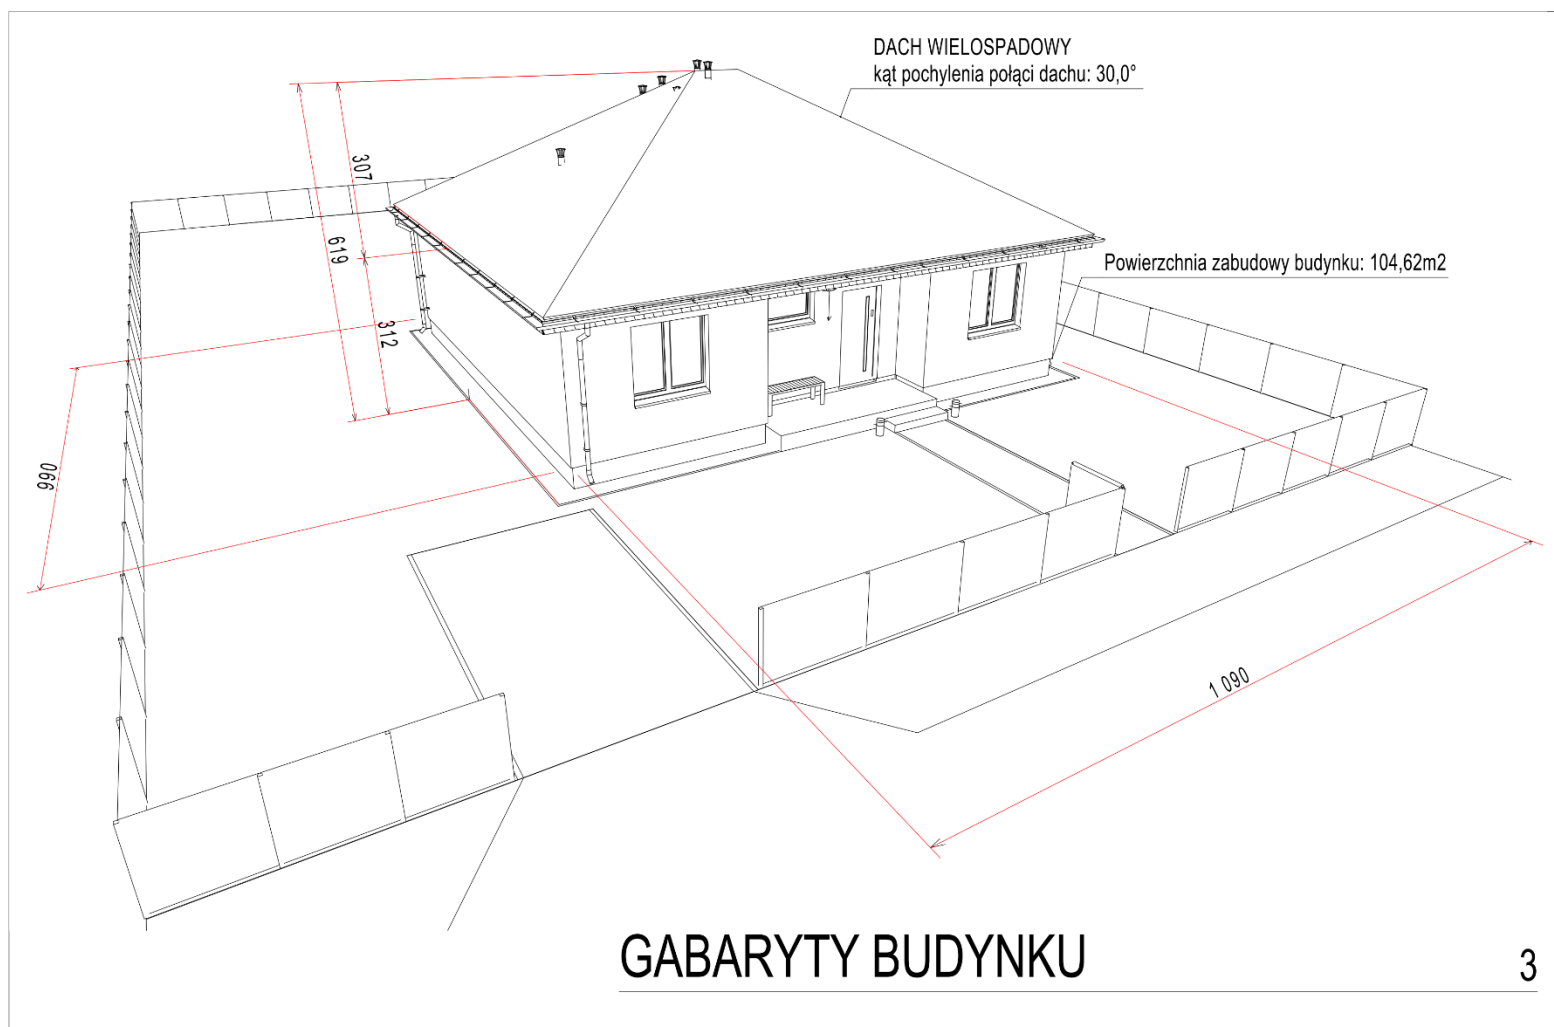 DACH WIELOSPADOWY
kąt pochylenia połąci dachu: 30,0°
307
619
Powierzchnia zabudowy budynku: 104,62m2
312
990
1 090
GABARYTY BUDYNKU
3